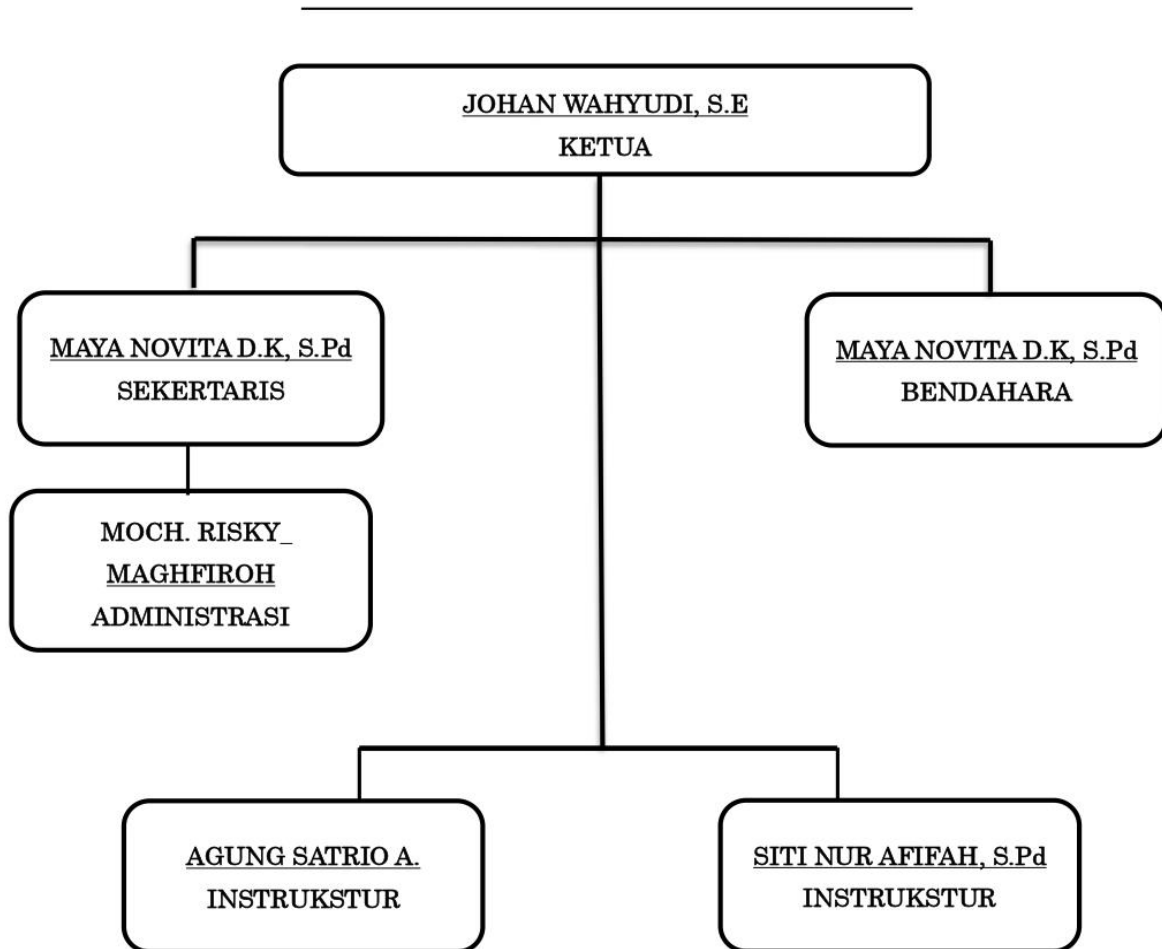 JOHAN WAHYUDI, S.E
KETUA
MAYA NOVITA D.K, S.Pd
SEKERTARIS
MAYA NOVITA D.K, S.Pd
BENDAHARA
MOCH. RISKY_
MAGHFIROH
ADMINISTRASI
AGUNG SATRIO A.
INSTRUKSTUR
SITI NUR AFIFAH, S.Pd
INSTRUKSTUR